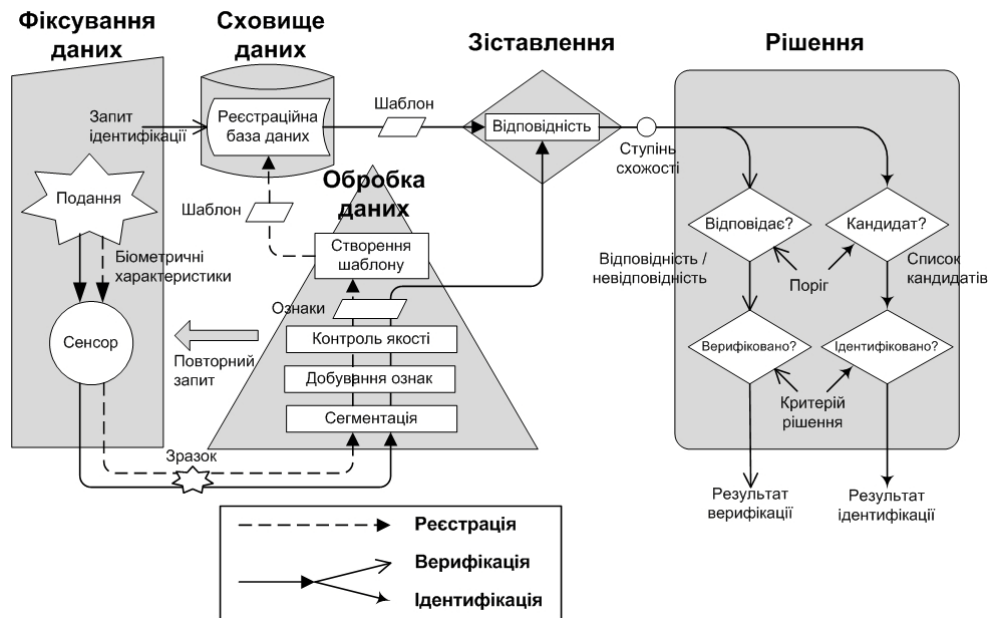 Фіксування
даних
Сховище
даних
Зіставлення
Рішення
Запит
ідентифікації
Реєстраційна
база даних
Шаблон
Відповідність
Ступінь
схожості
Подання
Шаблон
Обробка
даних
Відповідає?
Кандидат?
Біометричні
характеристики
Створення
шаблону
Відповідність /
невідповідність
Поріг
Список
кандидатів
Ознаки
Сенсор
Повторний
запит
Контроль якості
Верифіковано?
Ідентифіковано?
Добування ознак
Сегментація
Критерій
рішення
Зразок
Результат
верифікації
Результат
ідентифікації
Реєстрація
Верифікація
Ідентифікація